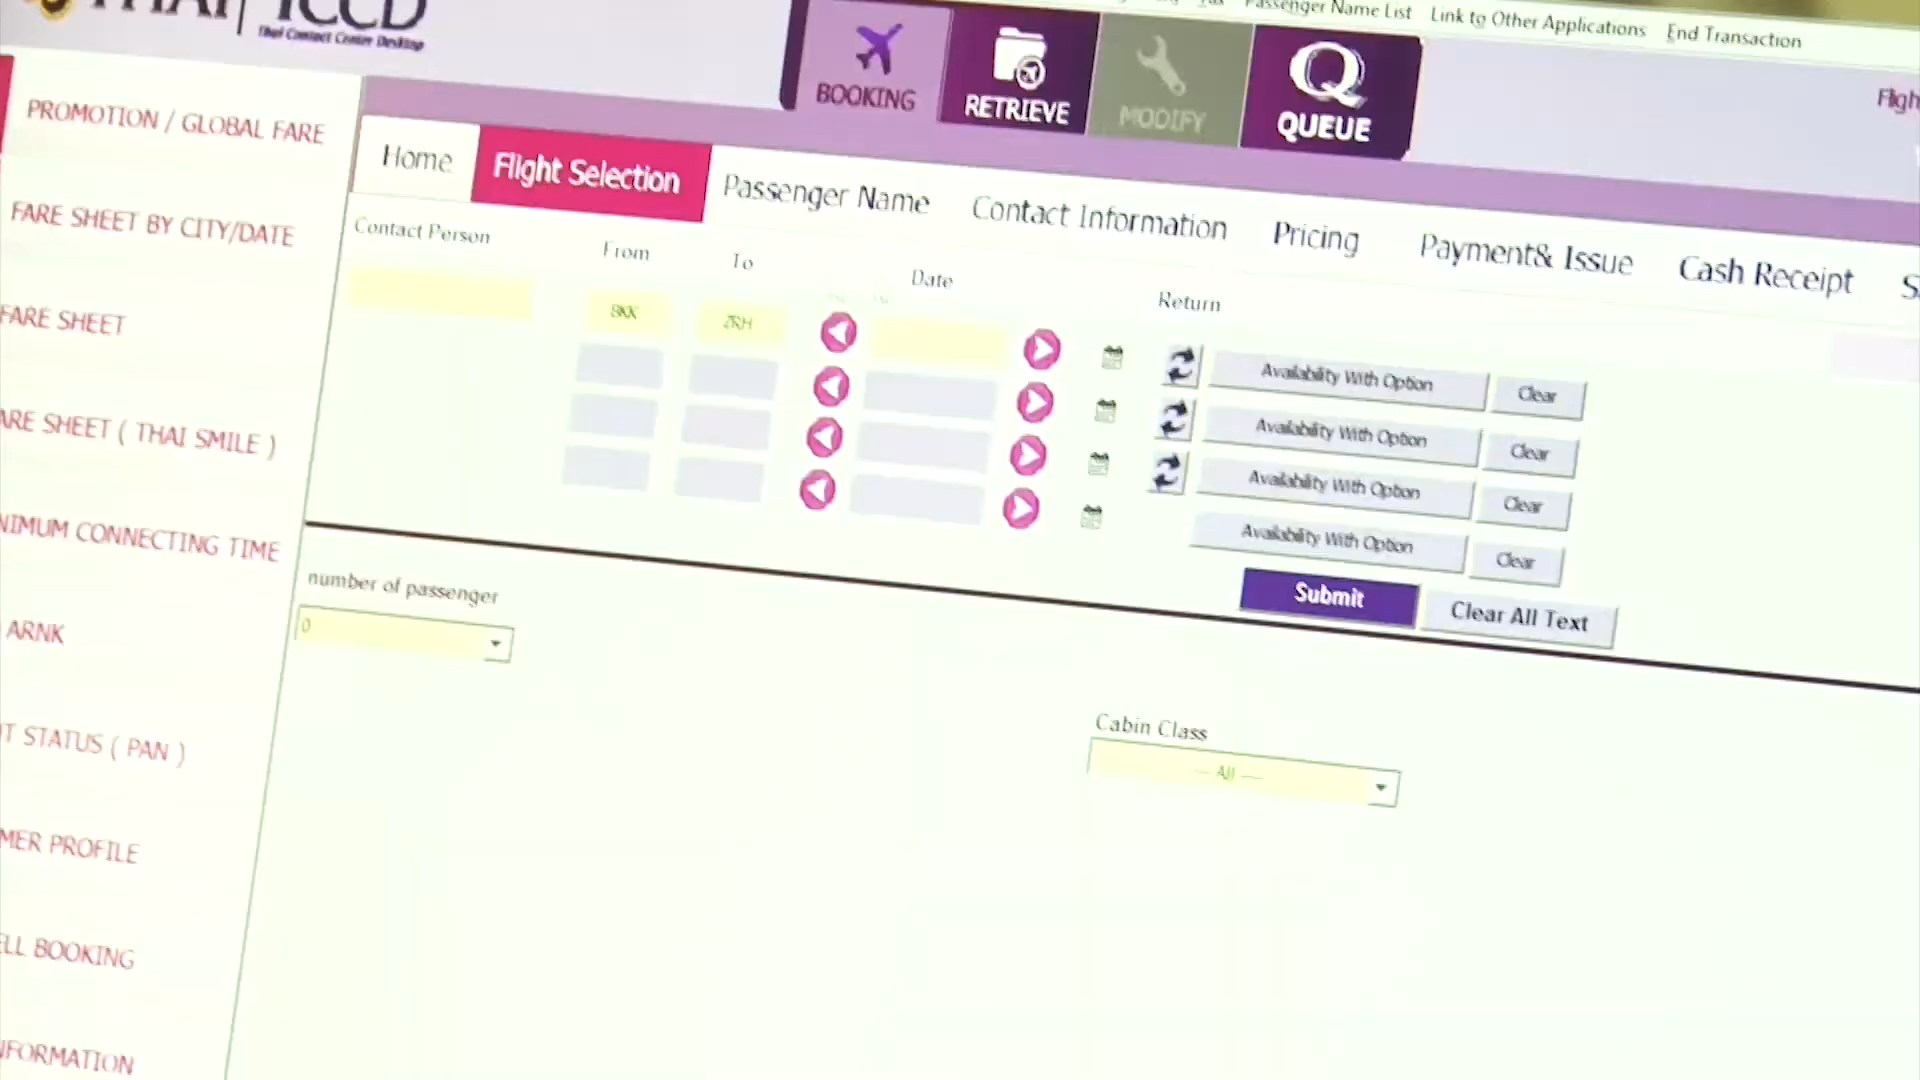 THAI TCCD
Thai Contact Center Desktop
Passenger Name List Link to Other Applications End Transaction
BOOKING RETRIEVE MODIFY QUEUE
PROMOTION / GLOBAL FARE
FARE SHEET BY CITY/DATE
FARE SHEET
ARE SHEET ( THAI SMILE )
NIMUM CONNECTING TIME
ARNK
T STATUS ( PAN )
MER PROFILE
ELL BOOKING
NFORMATION
Home Flight Selection Passenger Name Contact Information Pricing Payment& Issue Cash Receipt
Contact Person From To Date Return
BKK ZRH
Availability With Option Clear
Availability With Option Clear
Availability With Option Clear
Availability With Option Clear
Submit Clear All Text
number of passenger
0
Cabin Class
--- All ---